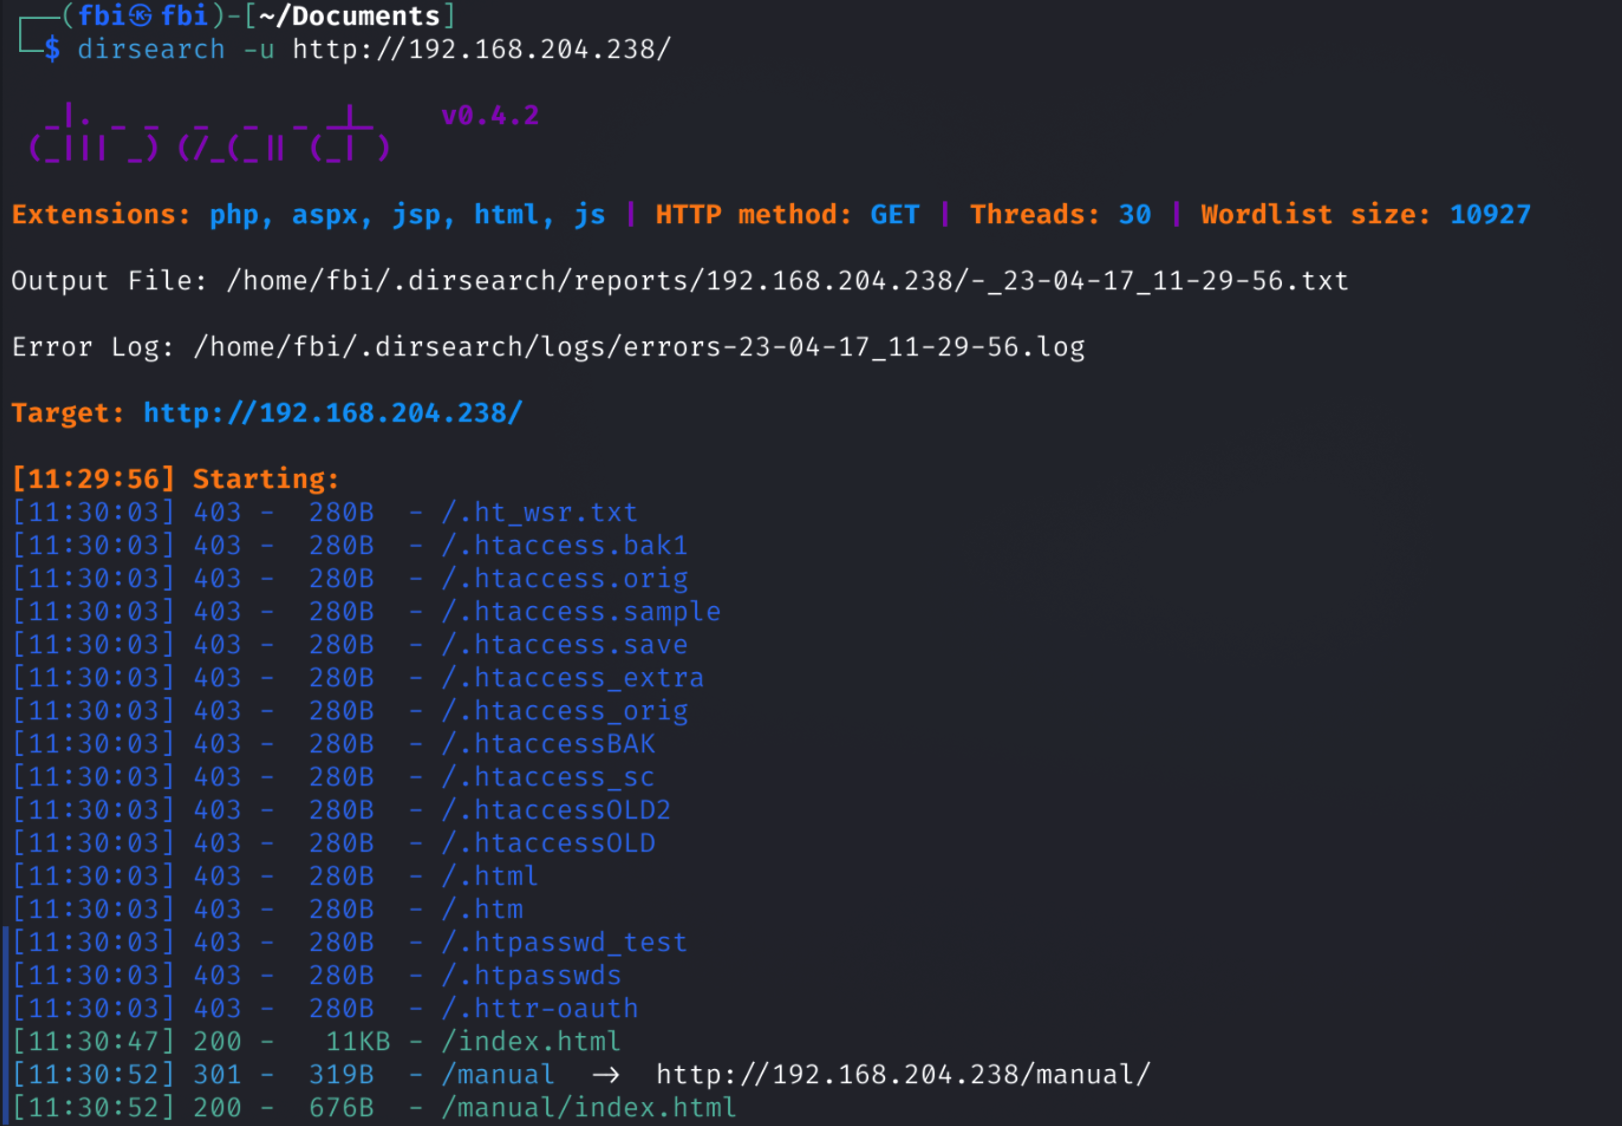 (fbi㉿fbi)-[~/Documents]
$ dirsearch -u http://192.168.204.238/
v0.4.2
Extensions: php, aspx, jsp, html, js | HTTP method: GET | Threads: 30 | Wordlist size: 10927
Output File: /home/fbi/.dirsearch/reports/192.168.204.238/-_23-04-17_11-29-56.txt
Error Log: /home/fbi/.dirsearch/logs/errors-23-04-17_11-29-56.log
Target: http://192.168.204.238/
[11:29:56] Starting:
[11:30:03] 403 -  280B  - /.ht_wsr.txt
[11:30:03] 403 -  280B  - /.htaccess.bak1
[11:30:03] 403 -  280B  - /.htaccess.orig
[11:30:03] 403 -  280B  - /.htaccess.sample
[11:30:03] 403 -  280B  - /.htaccess.save
[11:30:03] 403 -  280B  - /.htaccess_extra
[11:30:03] 403 -  280B  - /.htaccess_orig
[11:30:03] 403 -  280B  - /.htaccessBAK
[11:30:03] 403 -  280B  - /.htaccess_sc
[11:30:03] 403 -  280B  - /.htaccessOLD2
[11:30:03] 403 -  280B  - /.htaccessOLD
[11:30:03] 403 -  280B  - /.html
[11:30:03] 403 -  280B  - /.htm
[11:30:03] 403 -  280B  - /.htpasswd_test
[11:30:03] 403 -  280B  - /.htpasswds
[11:30:03] 403 -  280B  - /.httr-oauth
[11:30:47] 200 -   11KB - /index.html
[11:30:52] 301 -  319B  - /manual  →  http://192.168.204.238/manual/
[11:30:52] 200 -  676B  - /manual/index.html